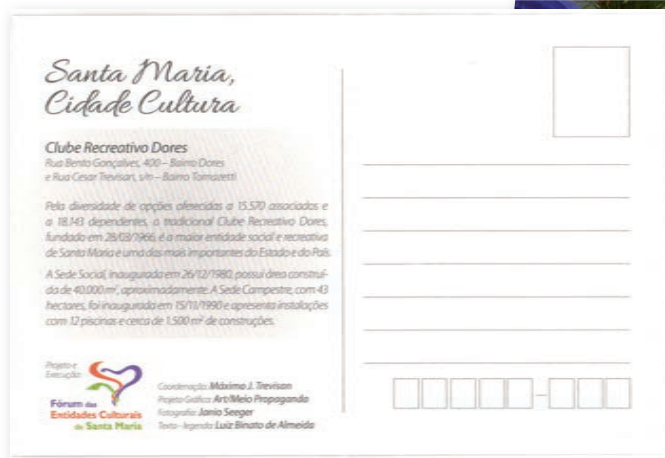 Santa Maria,
Cidade Cultura
Clube Recreativo Dores
Rua Bento Gonçalves, 400 – Bairro Dores
e Rua Cesar Trevisan, s/n – Bairro Tomazetti
Pela diversidade de opções oferecidas a 15.570 associados e
a 18.143 dependentes, o tradicional Clube Recreativo Dores,
fundado em 28/03/1966, é a maior entidade social e recreativa
de Santa Maria e uma das mais importantes do Estado e do País.
A Sede Social, inaugurada em 26/12/1980, possui área construí-
da de 40.000 m², aproximadamente. A Sede Campestre, com 43
hectares, foi inaugurada em 15/11/1990 e apresenta instalações
com 12 piscinas e cerca de 1.500 m² de construções.
Projeto e
Execução:
Fórum das
Entidades Culturais
de Santa Maria
Coordenação: Máximo J. Trevisan
Projeto Gráfico: Art/Meio Propaganda
Fotografia: Janio Seeger
Texto - legenda: Luiz Binato de Almeida